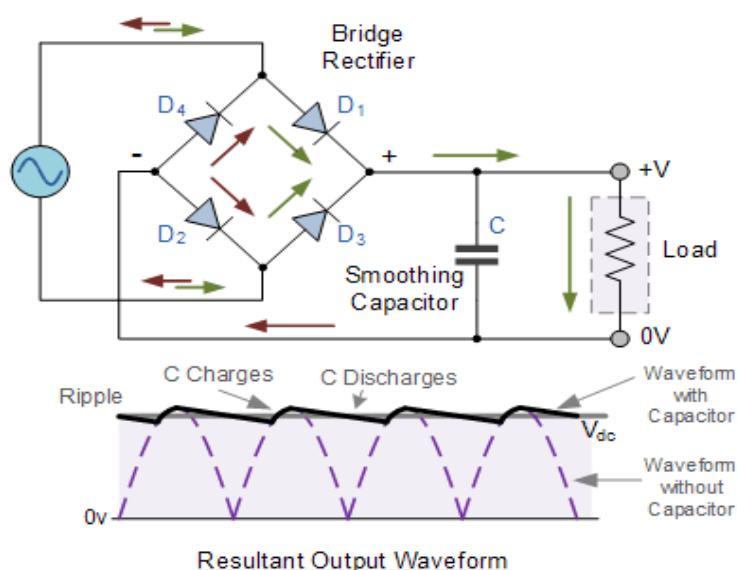 Bridge
Rectifier
D4
D1
-
+
+V
D2
D3
C
Load
Smoothing
Capacitor
0V
C Charges
C Discharges
Waveform
with
Capacitor
Ripple
Vdc
Waveform
without
Capacitor
0v
Resultant Output Waveform